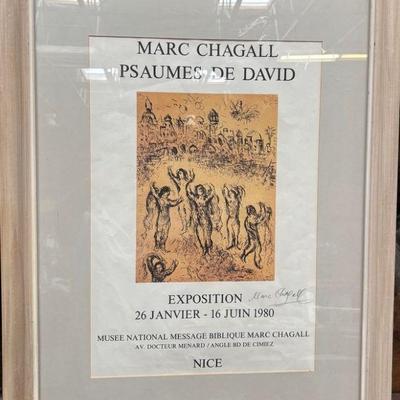 MARC CHAGALL
PSAUMES DE DAVID
EXPOSITION Marc Chagall
26 JANVIER - 16 JUIN 1980
MUSEE NATIONAL MESSAGE BIBLIQUE MARC CHAGALL
AV. DOCTEUR MENARD / ANGLE BD DE CIMIEZ
NICE